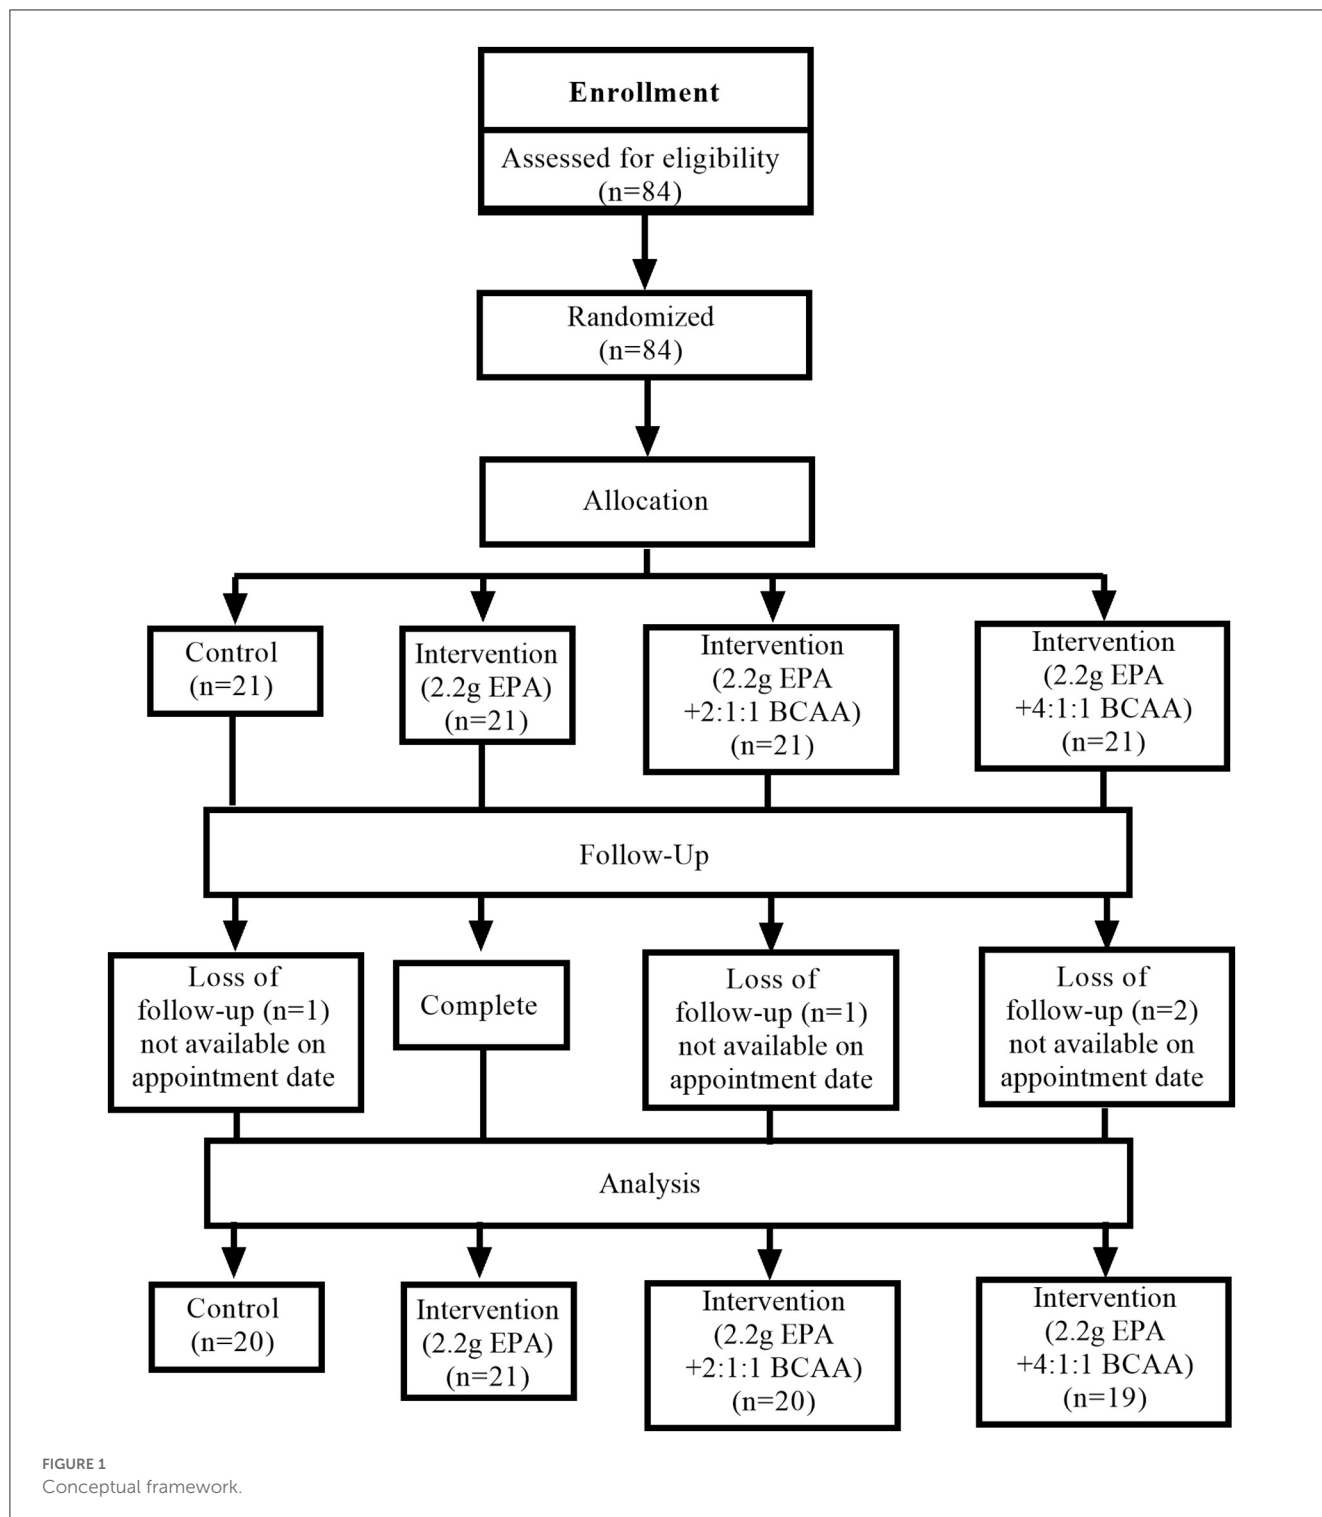 Enrollment
Assessed for eligibility
(n=84)
Randomized
(n=84)
Allocation
Control
(n=21)
Intervention
(2.2g EPA)
(n=21)
Intervention
(2.2g EPA
+2:1:1 BCAA)
(n=21)
Intervention
(2.2g EPA
+4:1:1 BCAA)
(n=21)
Follow-Up
Loss of
follow-up (n=1)
not available on
appointment date
Complete
Loss of
follow-up (n=1)
not available on
appointment date
Loss of
follow-up (n=2)
not available on
appointment date
Analysis
Control
(n=20)
Intervention
(2.2g EPA)
(n=21)
Intervention
(2.2g EPA
+2:1:1 BCAA)
(n=20)
Intervention
(2.2g EPA
+4:1:1 BCAA)
(n=19)
FIGURE 1
Conceptual framework.